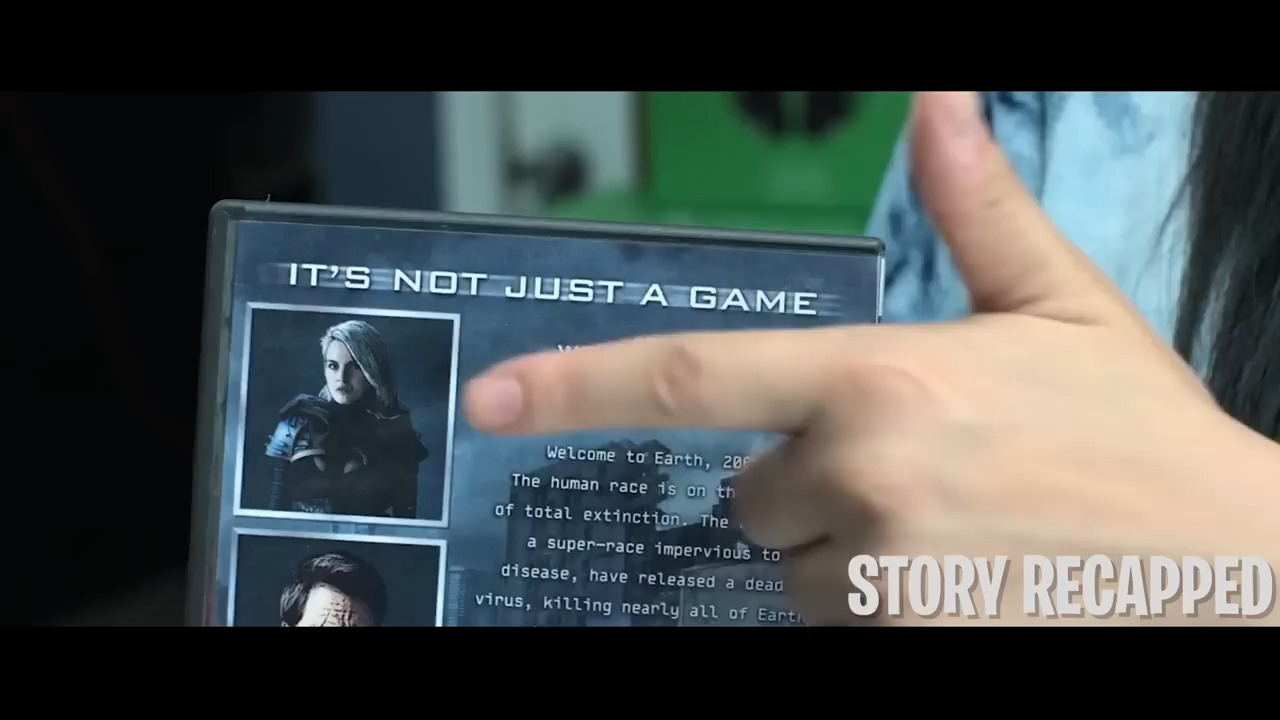 IT'S NOT JUST A GAME
Welcome to Earth,
The human race is on
of total extinction. The
a super-race impervious to
disease, have released a
virus, killing nearly all of
STORY RECAPPED